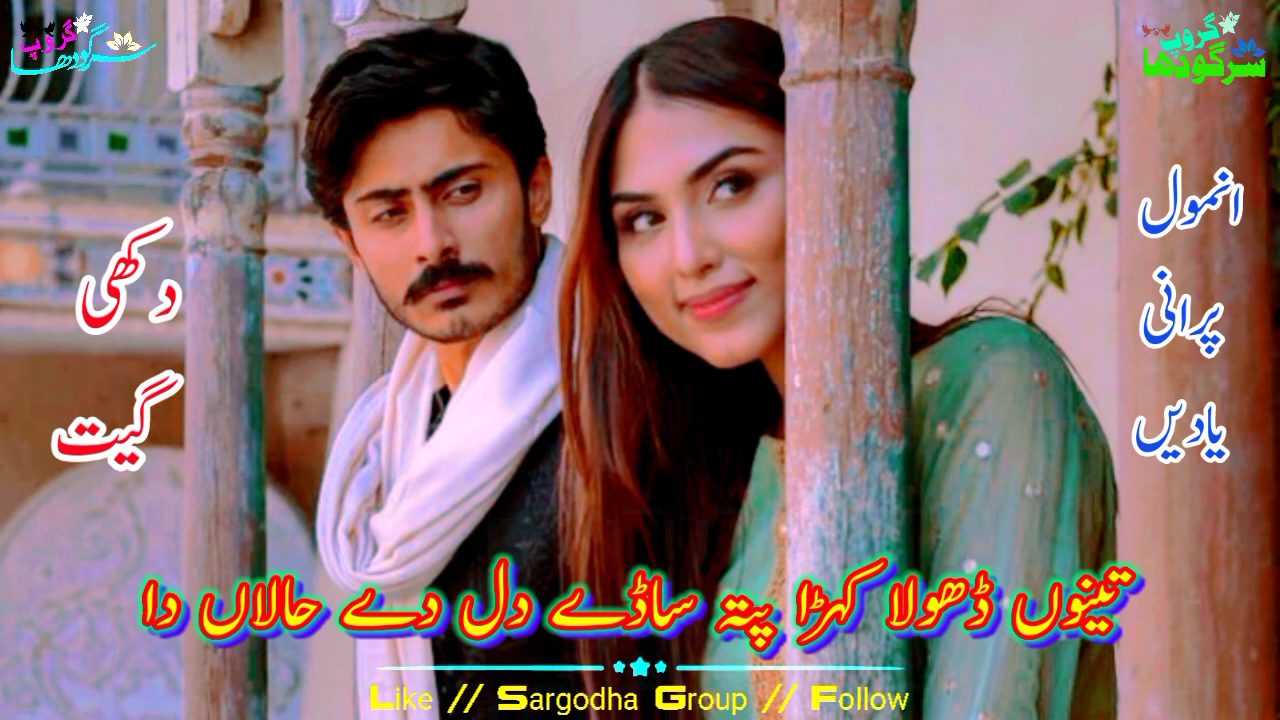 گروپ
سرگودھا
گروپ
سرگودھا
انمول
پرانی
یادیں
دکھی
گیت
تینوں ڈھولا کہڑا پتہ ساڈے دل دے حالاں دا
Like // Sargodha Group // Follow